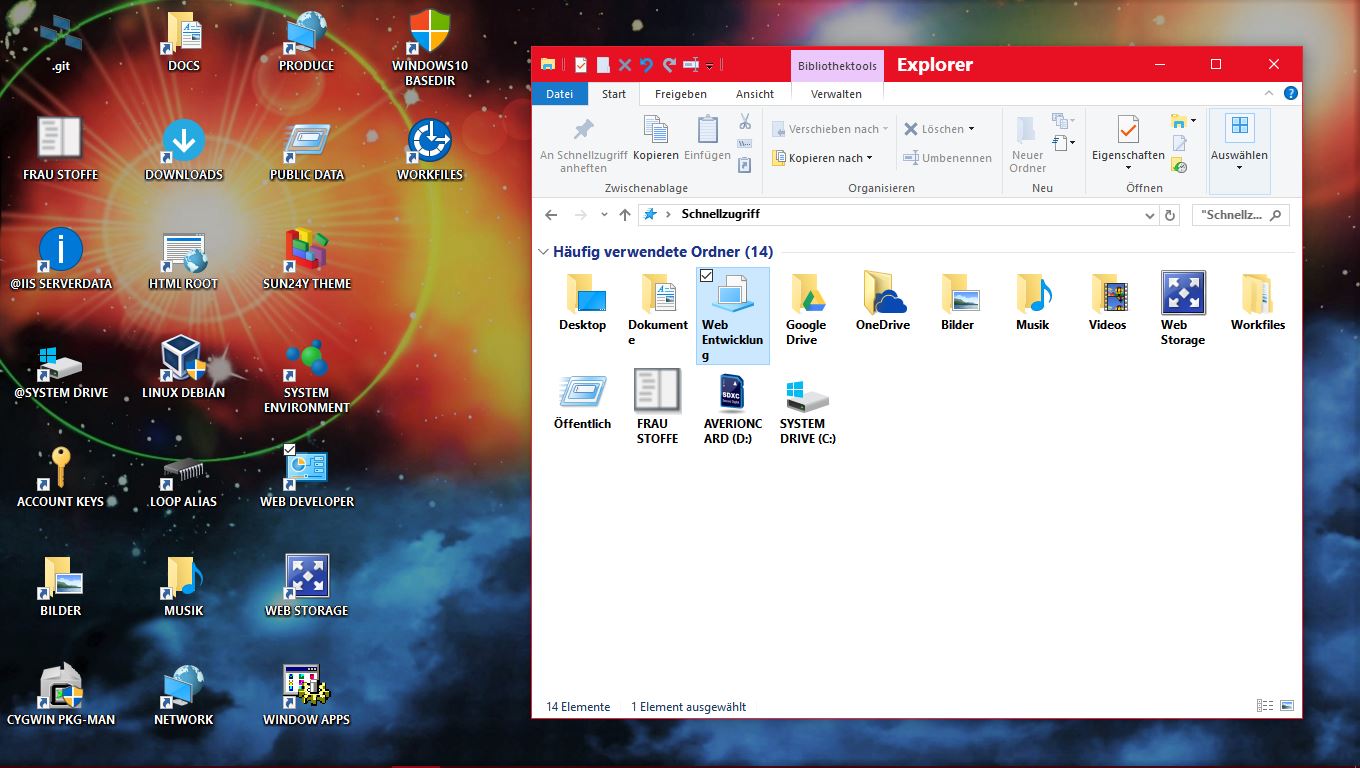 .git
DOCS
PRODUCE
WINDOWS10
BASEDIR
FRAU STOFFE
DOWNLOADS
PUBLIC DATA
WORKFILES
@IIS SERVERDATA
HTML ROOT
SUN24Y THEME
@SYSTEM DRIVE
LINUX DEBIAN
SYSTEM
ENVIRONMENT
ACCOUNT KEYS
LOOP ALIAS
WEB DEVELOPER
BILDER
MUSIK
WEB STORAGE
CYGWIN PKG-MAN
NETWORK
WINDOW APPS
Bibliothektools
Explorer
Datei
Start
Freigeben
Ansicht
Verwalten
An Schnellzugriff
anheften
Kopieren
Einfügen
Zwischenablage
Verschieben nach
Kopieren nach
Löschen
Umbenennen
Organisieren
Neuer
Ordner
Neu
Eigenschaften
Öffnen
Auswählen
Schnellzugriff
"Schnellz...
Häufig verwendete Ordner (14)
Desktop
Dokument
e
Web
Entwicklun
g
Google
Drive
OneDrive
Bilder
Musik
Videos
Web
Storage
Workfiles
Öffentlich
FRAU
STOFFE
SDXC
AVERIONC
ARD (D:)
SYSTEM
DRIVE (C:)
14 Elemente
1 Element ausgewählt